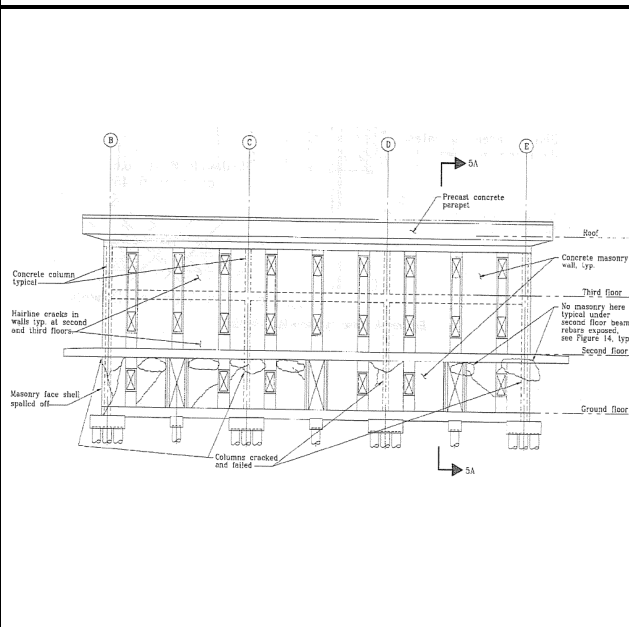 B
C
D
E
5A
Precast concrete
parapet
Roof
Concrete column
typical
Concrete masonry
wall, typ.
Third floor
Hairline cracks in
walls typ. at second
and third floors.
No masonry here
typical under
second floor beam
rebars exposed,
see Figure 14, typ
Second floor
Masonry face shell
spalled off
Ground floor
Columns cracked
and failed
5A